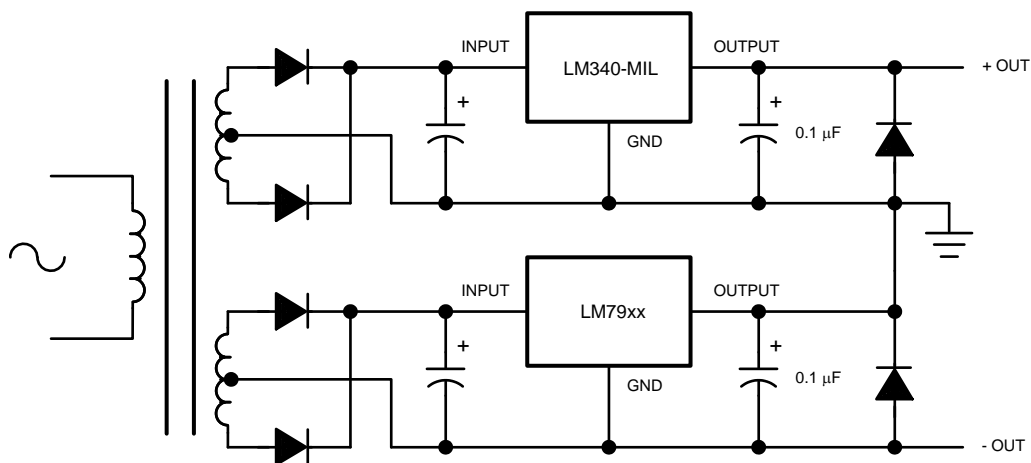 INPUT
LM340-MIL
OUTPUT
+ OUT
+
+
0.1 µF
GND
INPUT
LM79xx
OUTPUT
+
+
0.1 µF
GND
- OUT